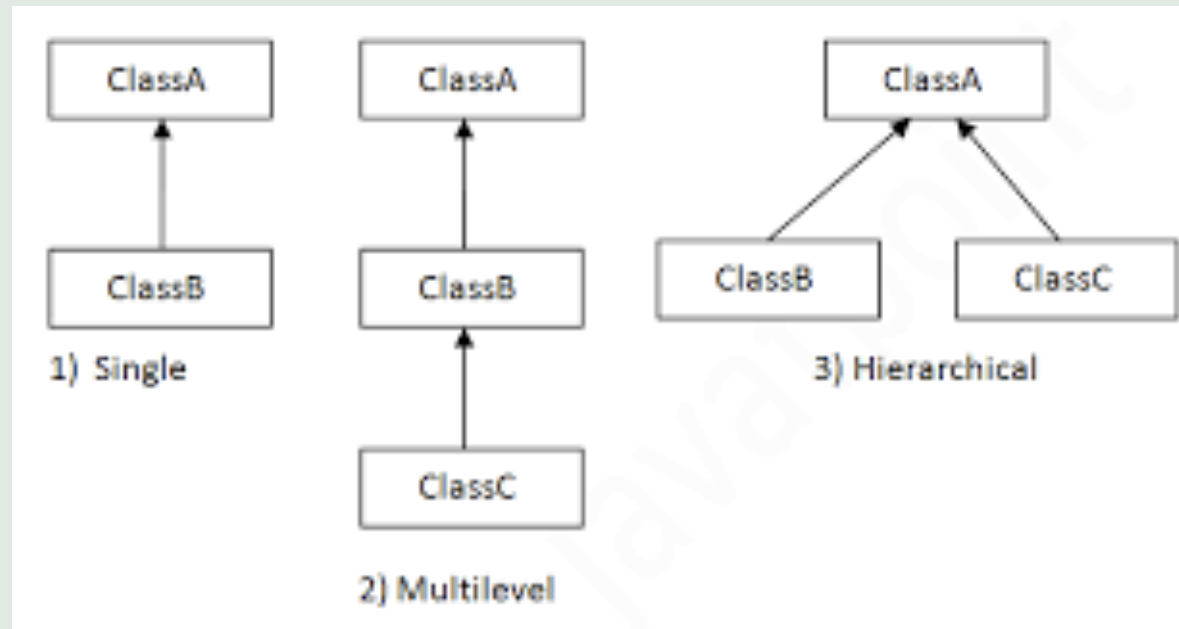 ClassA
ClassB
1) Single
ClassA
ClassB
ClassC
2) Multilevel
ClassA
ClassB
ClassC
3) Hierarchical